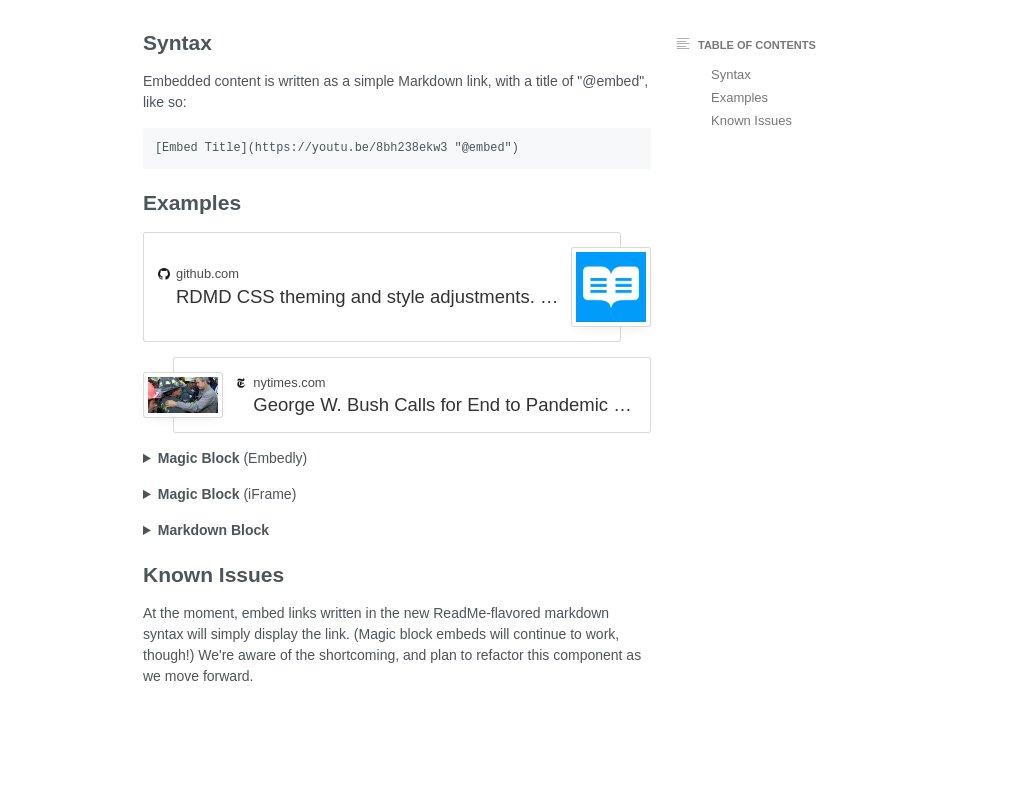 Syntax
Embedded content is written as a simple Markdown link, with a title of "@embed",
like so:
[Embed Title](https://youtu.be/8bh238ekw3 "@embed")
Examples
github.com
RDMD CSS theming and style adjustments. …
nytimes.com
George W. Bush Calls for End to Pandemic …
Magic Block (Embedly)
Magic Block (iFrame)
Markdown Block
Known Issues
At the moment, embed links written in the new ReadMe-flavored markdown
syntax will simply display the link. (Magic block embeds will continue to work,
though!) We're aware of the shortcoming, and plan to refactor this component as
we move forward.
TABLE OF CONTENTS
Syntax
Examples
Known Issues